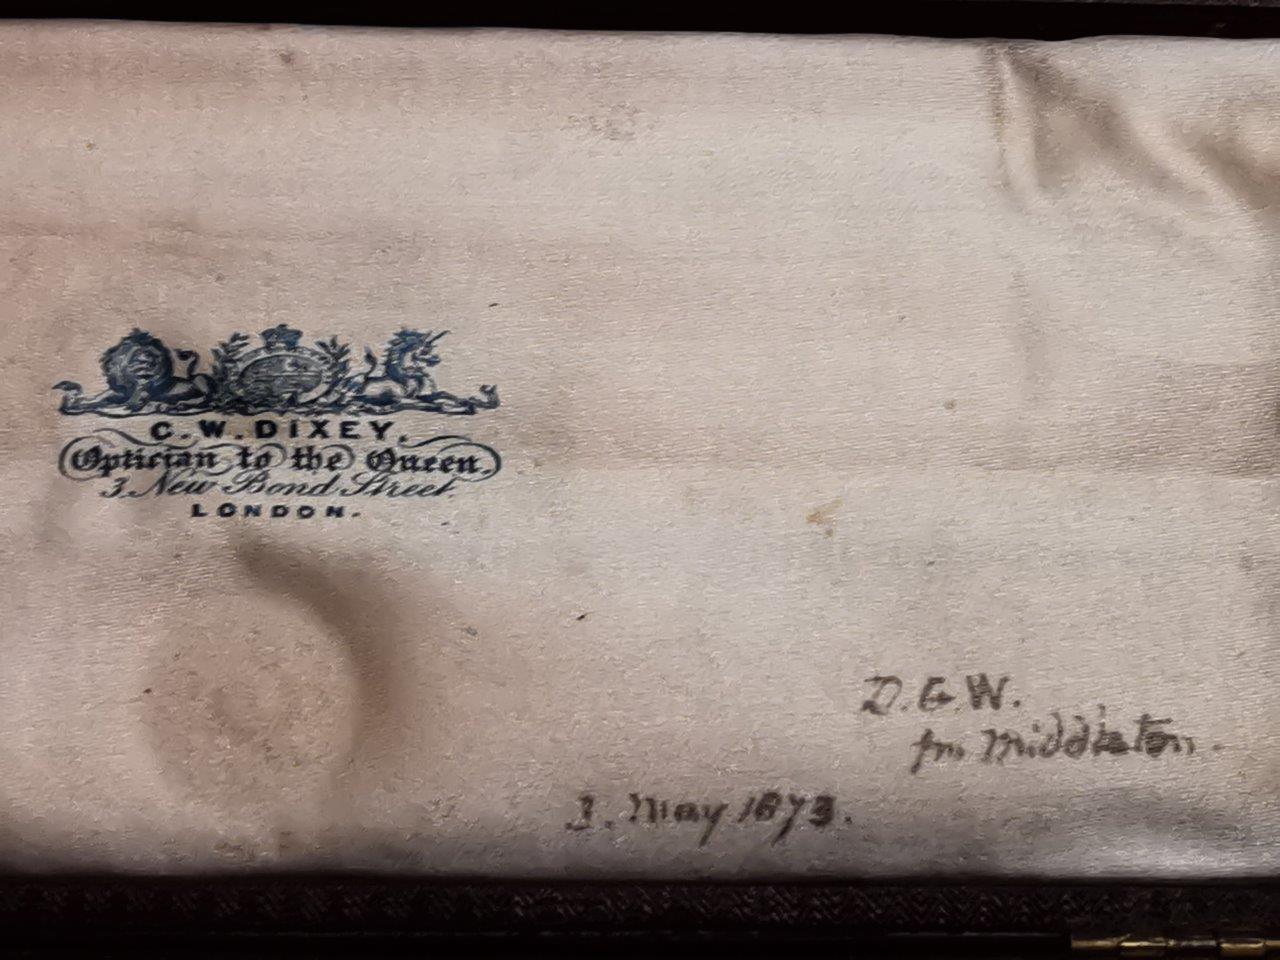 C.W. DIXEY.
Optician to the Queen.
3, New Bond Street.
LONDON.
D.G.W.
fm Middleton.
1. May 1873.